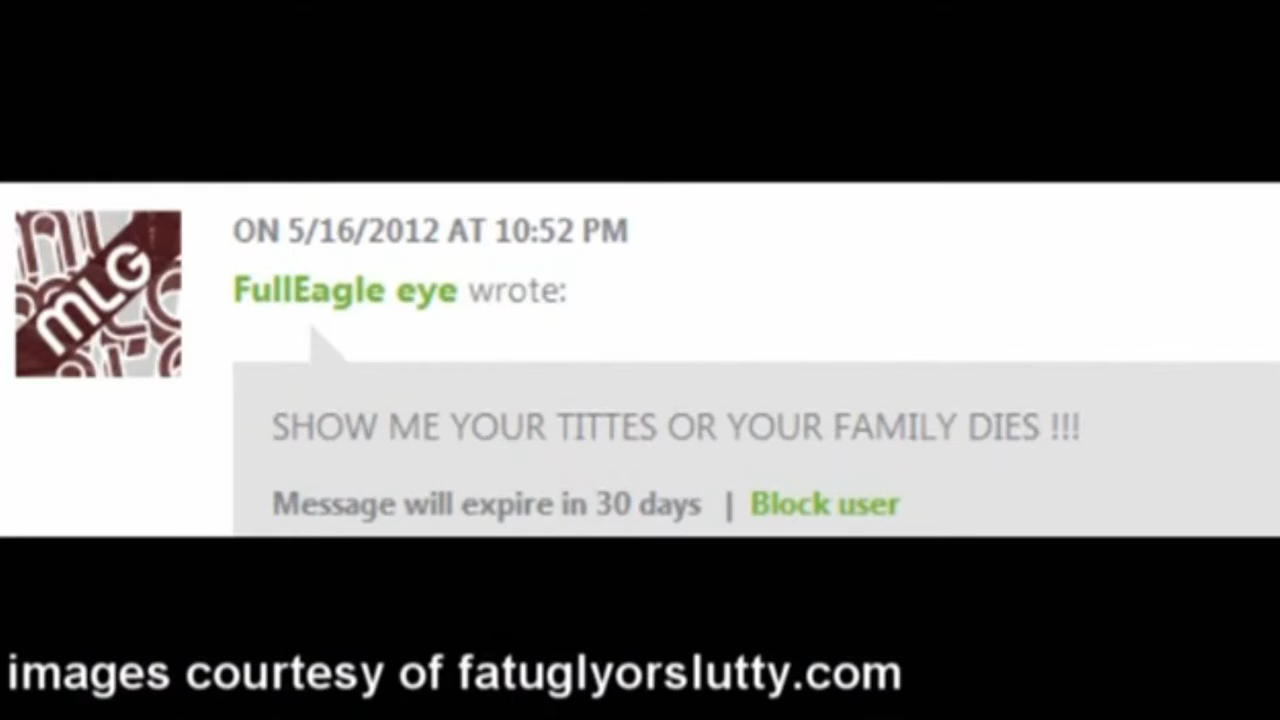 MLG
ON 5/16/2012 AT 10:52 PM
FullEagle eye wrote:
SHOW ME YOUR TITTES OR YOUR FAMILY DIES !!!
Message will expire in 30 days | Block user
images courtesy of fatuglyorslutty.com